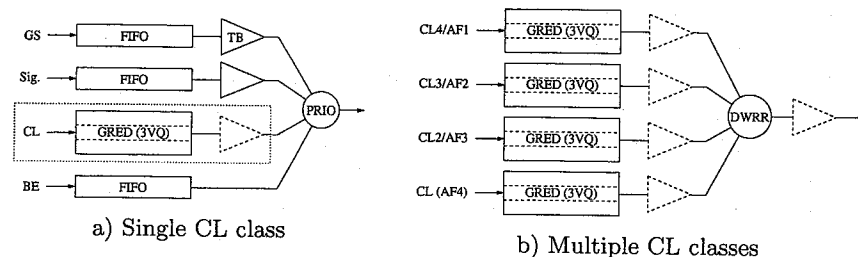 GS
FIFO
TB
Sig.
FIFO
CL
GRED (3VQ)
PRIO
BE
FIFO
a) Single CL class
CL4/AF1
GRED (3VQ)
CL3/AF2
GRED (3VQ)
DWRR
CL2/AF3
GRED (3VQ)
CL (AF4)
GRED (3VQ)
b) Multiple CL classes